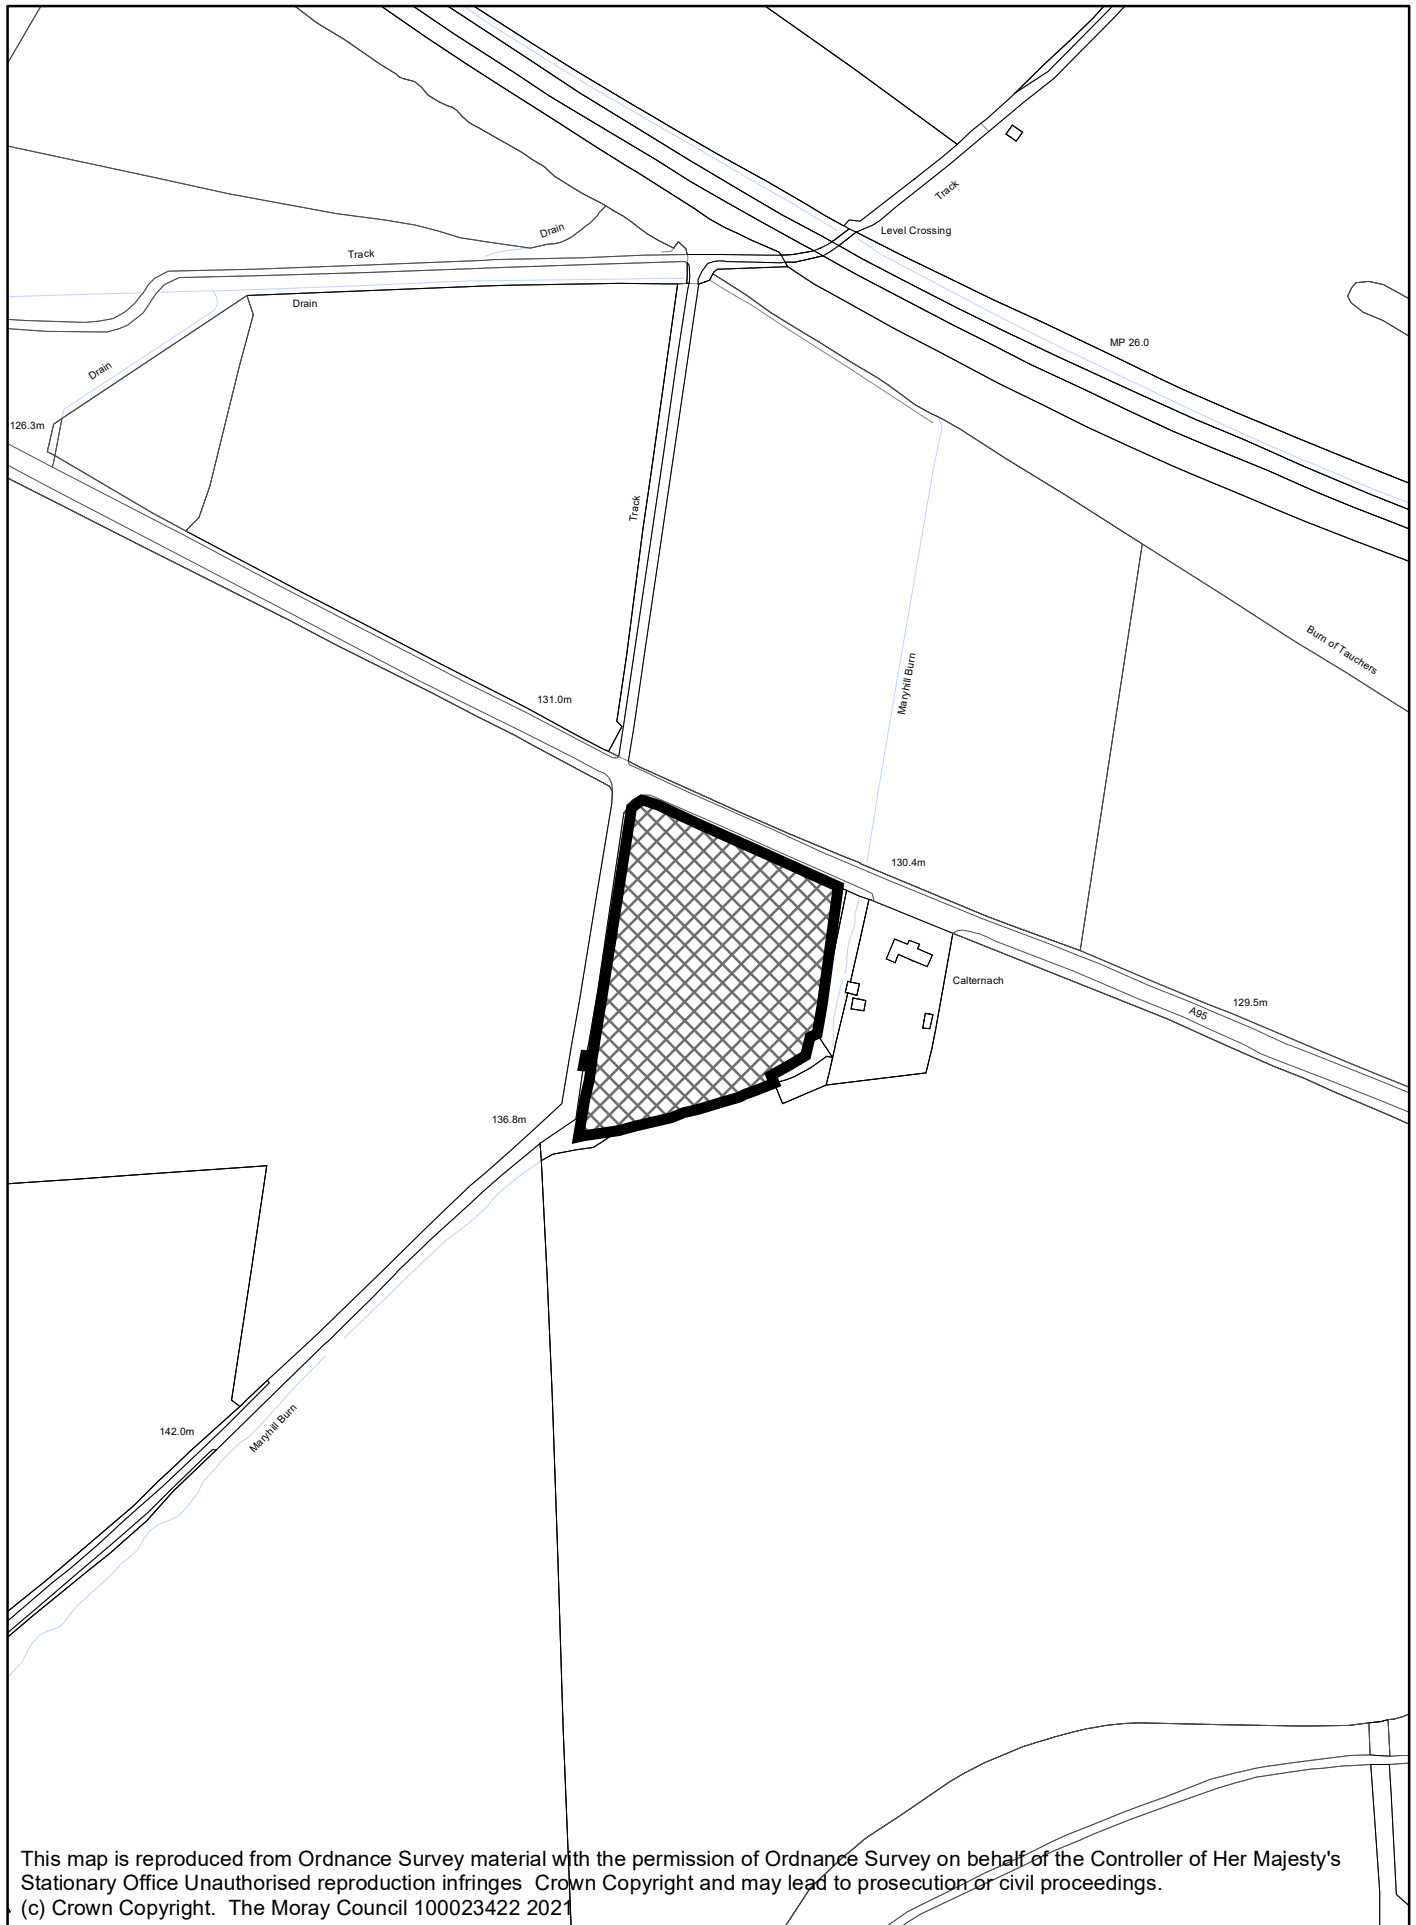 Track
Level Crossing
Drain
Track
Drain
MP 26.0
Drain
126.3m
Track
Burn of Tauchers
Maryhill Burn
131.0m
130.4m
Calternach
129.5m
A95
136.8m
142.0m
Maryhill Burn
This map is reproduced from Ordnance Survey material with the permission of Ordnance Survey on behalf of the Controller of Her Majesty's
Stationary Office Unauthorised reproduction infringes Crown Copyright and may lead to prosecution or civil proceedings.
(c) Crown Copyright. The Moray Council 100023422 2021